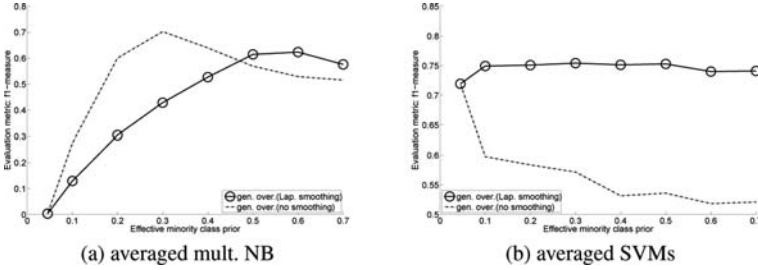 Evaluation metric: f1-measure
0.8
0.7
0.6
0.5
0.4
0.3
0.2
0.1
0
0.1 0.2 0.3 0.4 0.5 0.6 0.7
gen. over.(Lap. smoothing)
gen. over.(no smoothing)
Effective minority class prior
(a) averaged mult. NB
Evaluation metric: f1-measure
0.85
0.8
0.75
0.7
0.65
0.6
0.55
0.5
0 0.1 0.2 0.3 0.4 0.5 0.6 0.7
gen. over.(Lap. smoothing)
gen. over.(no smoothing)
Effective minority class prior
(b) averaged SVMs